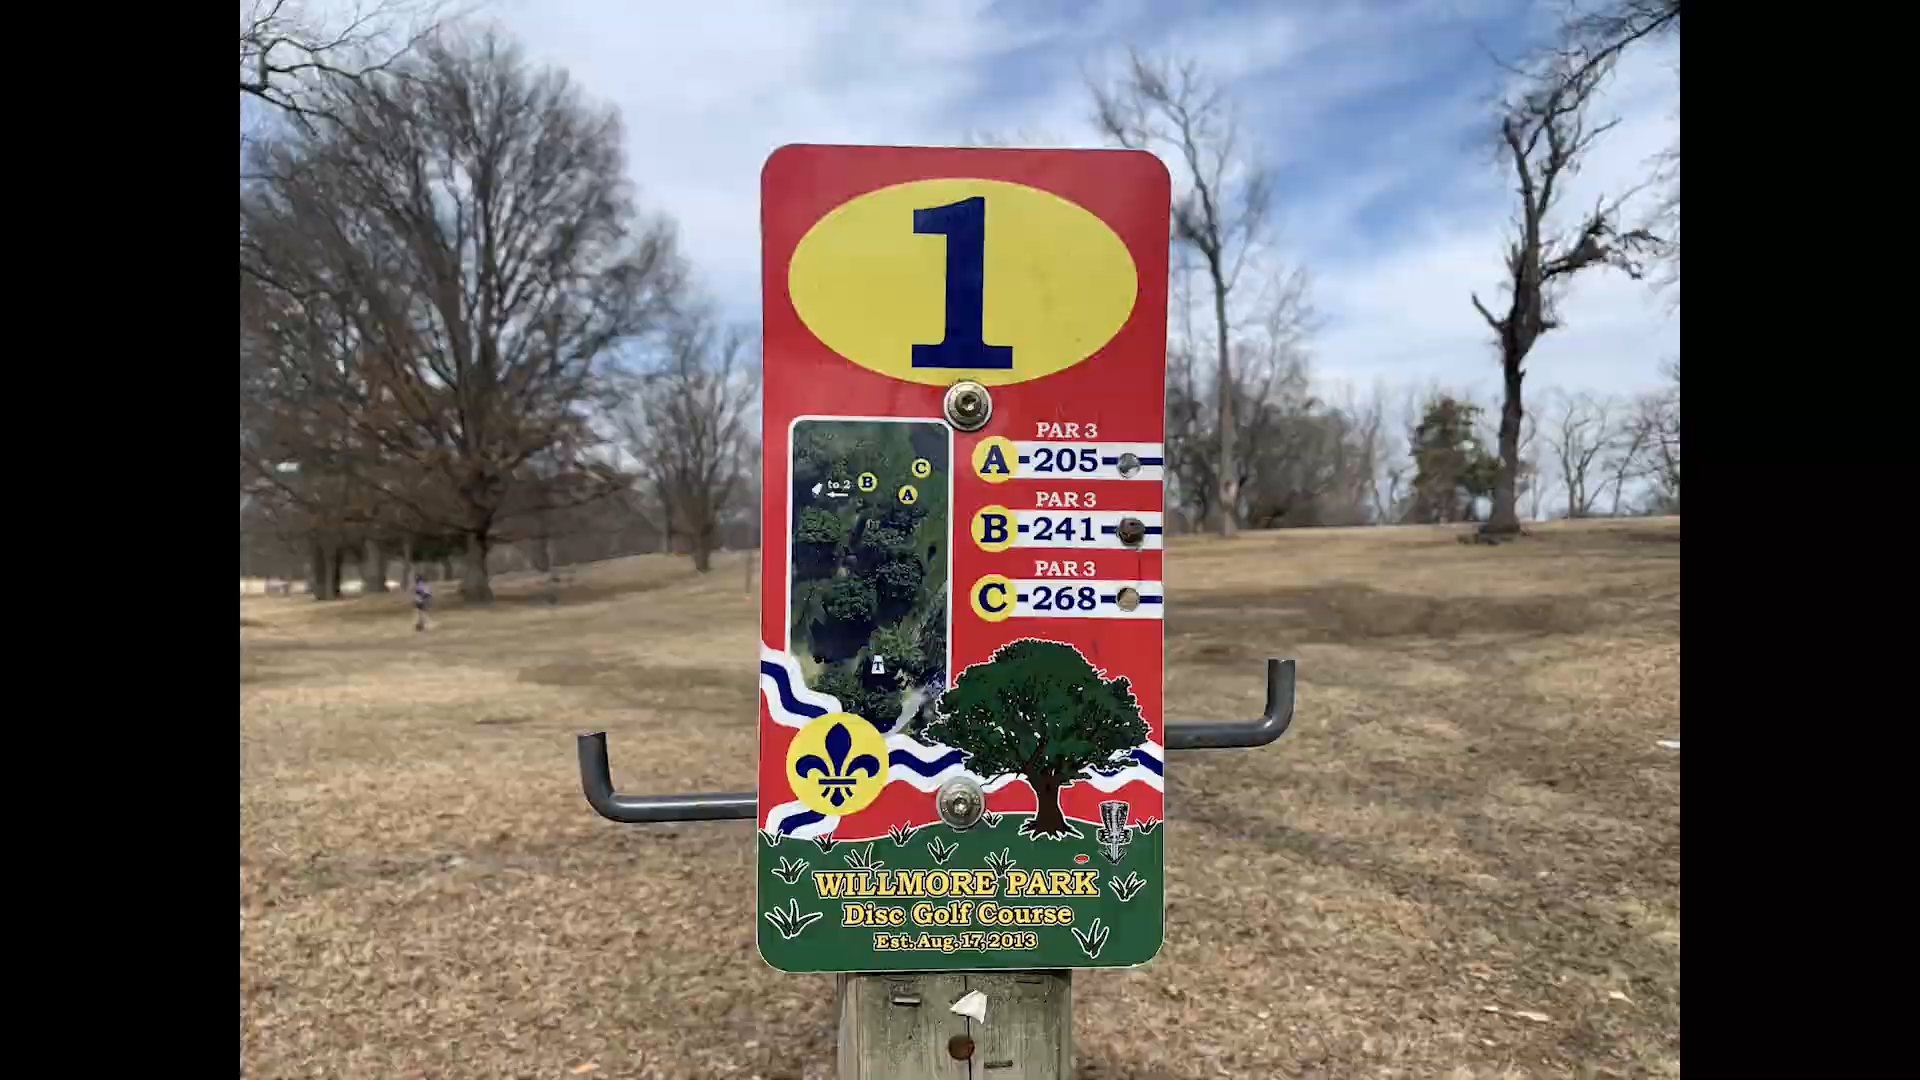 1
PAR 3
A-205
PAR 3
B-241
PAR 3
C-268
C
to 2 B
A
T
WILLMORE PARK
Disc Golf Course
Est. Aug. 17, 2013